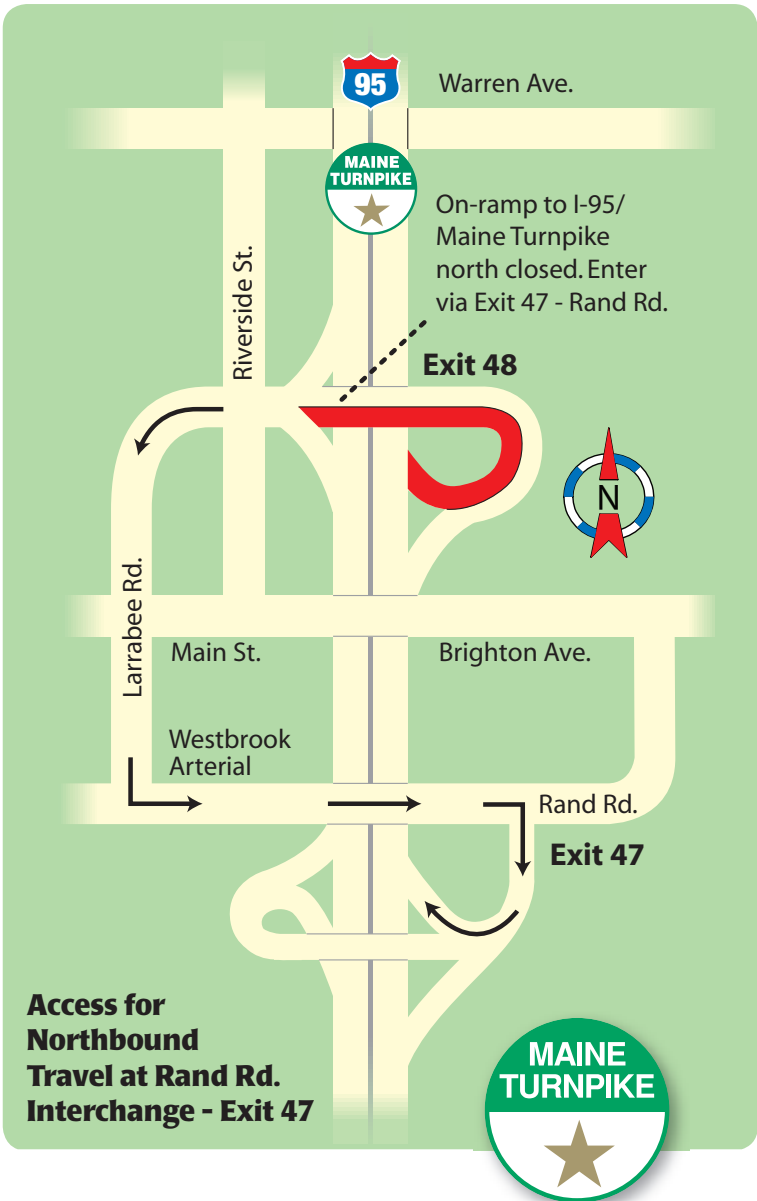 95
Warren Ave.
MAINE
TURNPIKE
On-ramp to I-95/
Maine Turnpike
north closed. Enter
via Exit 47 - Rand Rd.
Riverside St.
Exit 48
N
Larrabee Rd.
Main St.
Brighton Ave.
Westbrook
Arterial
Rand Rd.
Exit 47
Access for
Northbound
Travel at Rand Rd.
Interchange - Exit 47
MAINE
TURNPIKE